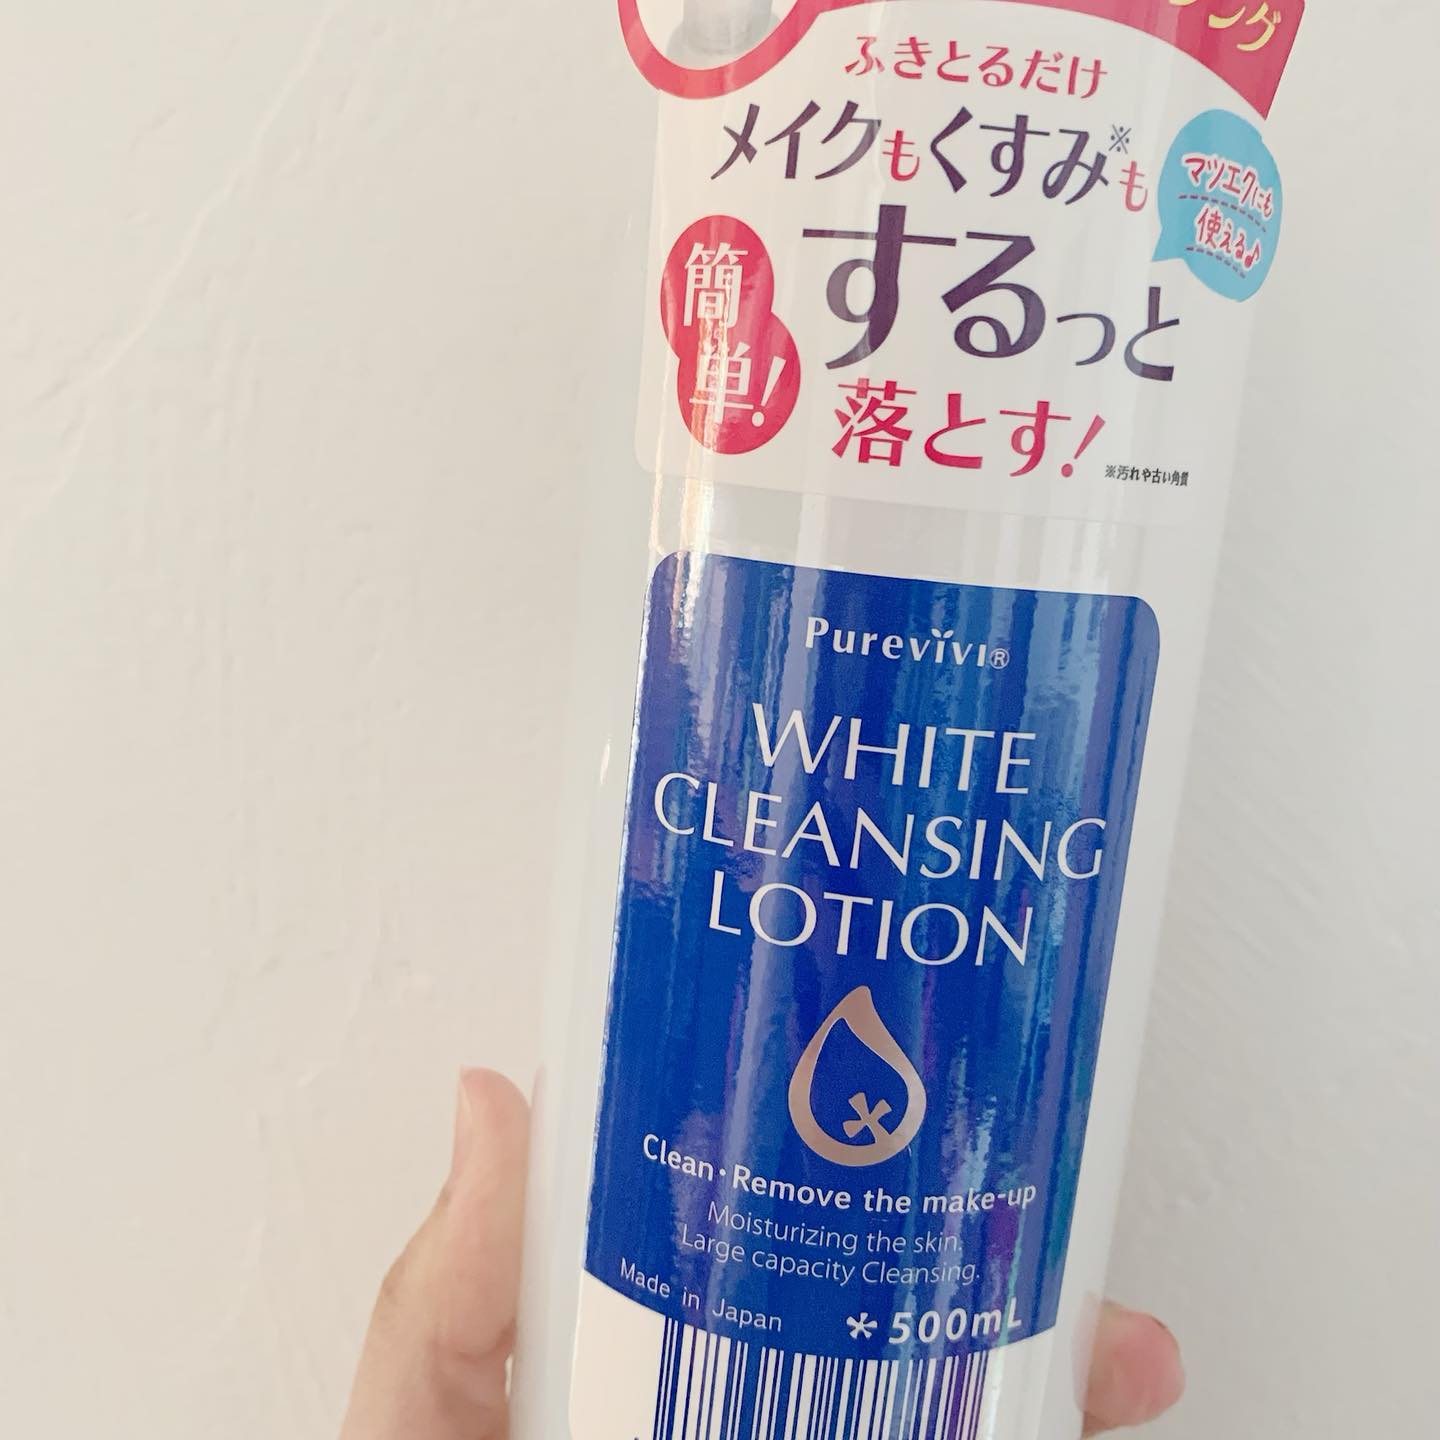 ング
ふきとるだけ
メイクもくすみ※も
するっと
落とす!
簡単!
マツエクにも
使える♪
※汚れや古い角質
Purevivi®
WHITE
CLEANSING
LOTION
Clean・Remove the make-up
Moisturizing the skin.
Large capacity Cleansing.
Made in Japan
* 500mL